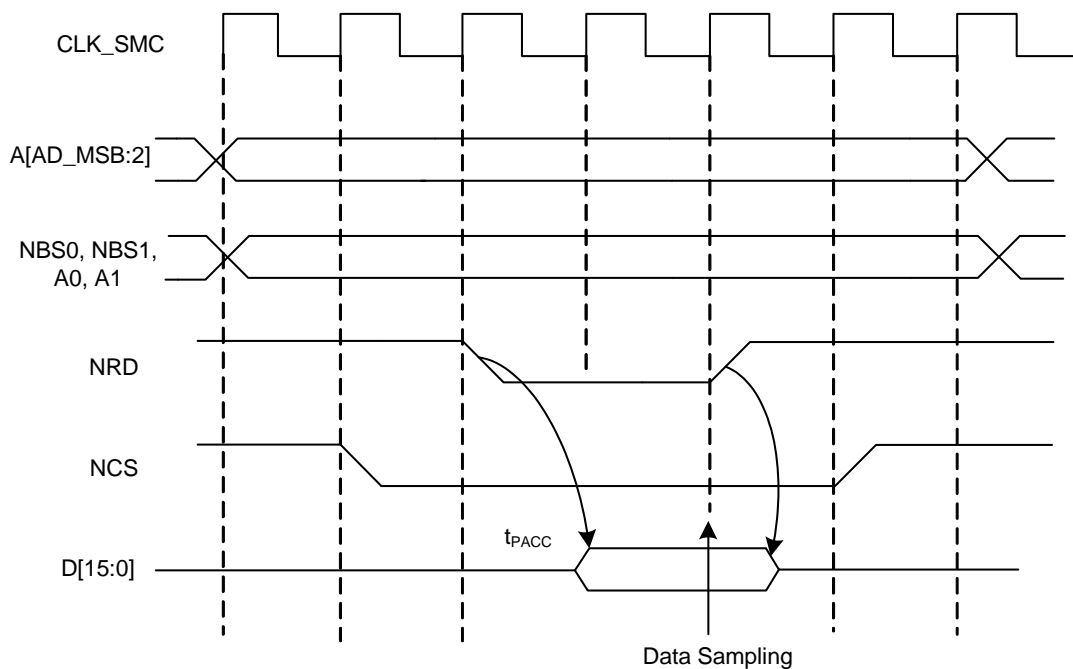 CLK_SMC
A[AD_MSB:2]
NBS0, NBS1,
A0, A1
NRD
NCS
tPACC
D[15:0]
Data Sampling